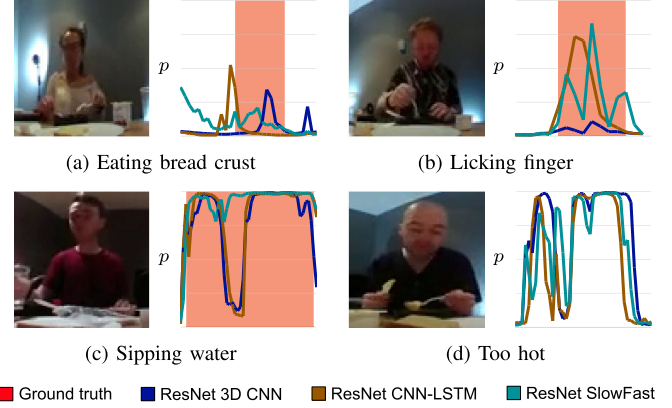 p
p
(a) Eating bread crust
(b) Licking finger
p
p
(c) Sipping water
(d) Too hot
Ground truth
ResNet 3D CNN
ResNet CNN-LSTM
ResNet SlowFast